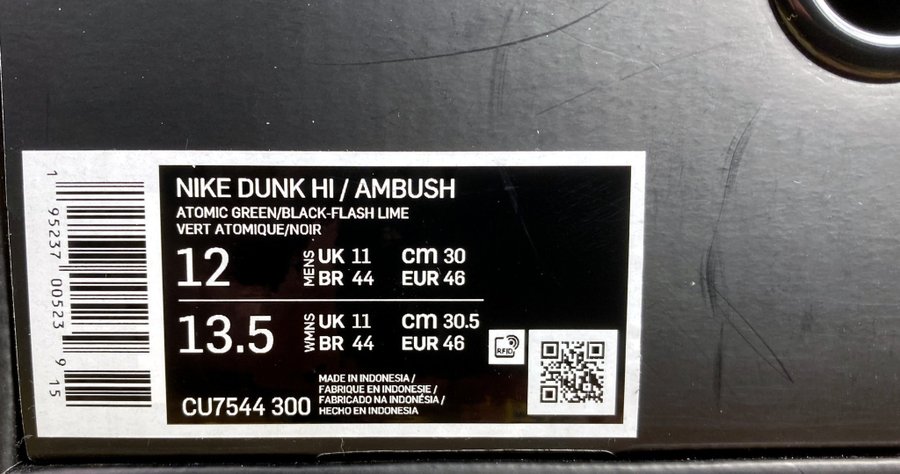 NIKE DUNK HI / AMBUSH
ATOMIC GREEN/BLACK-FLASH LIME
VERT ATOMIQUE/NOIR
12 MENS UK 11 cm 30
BR 44 EUR 46
13.5 WMNS UK 11 cm 30.5
BR 44 EUR 46
RFID
CU7544 300
MADE IN INDONESIA /
FABRIQUE EN INDONESIE /
FABRICADO NA INDONÉSIA /
HECHO EN INDONESIA
1 95237 00523 9 15